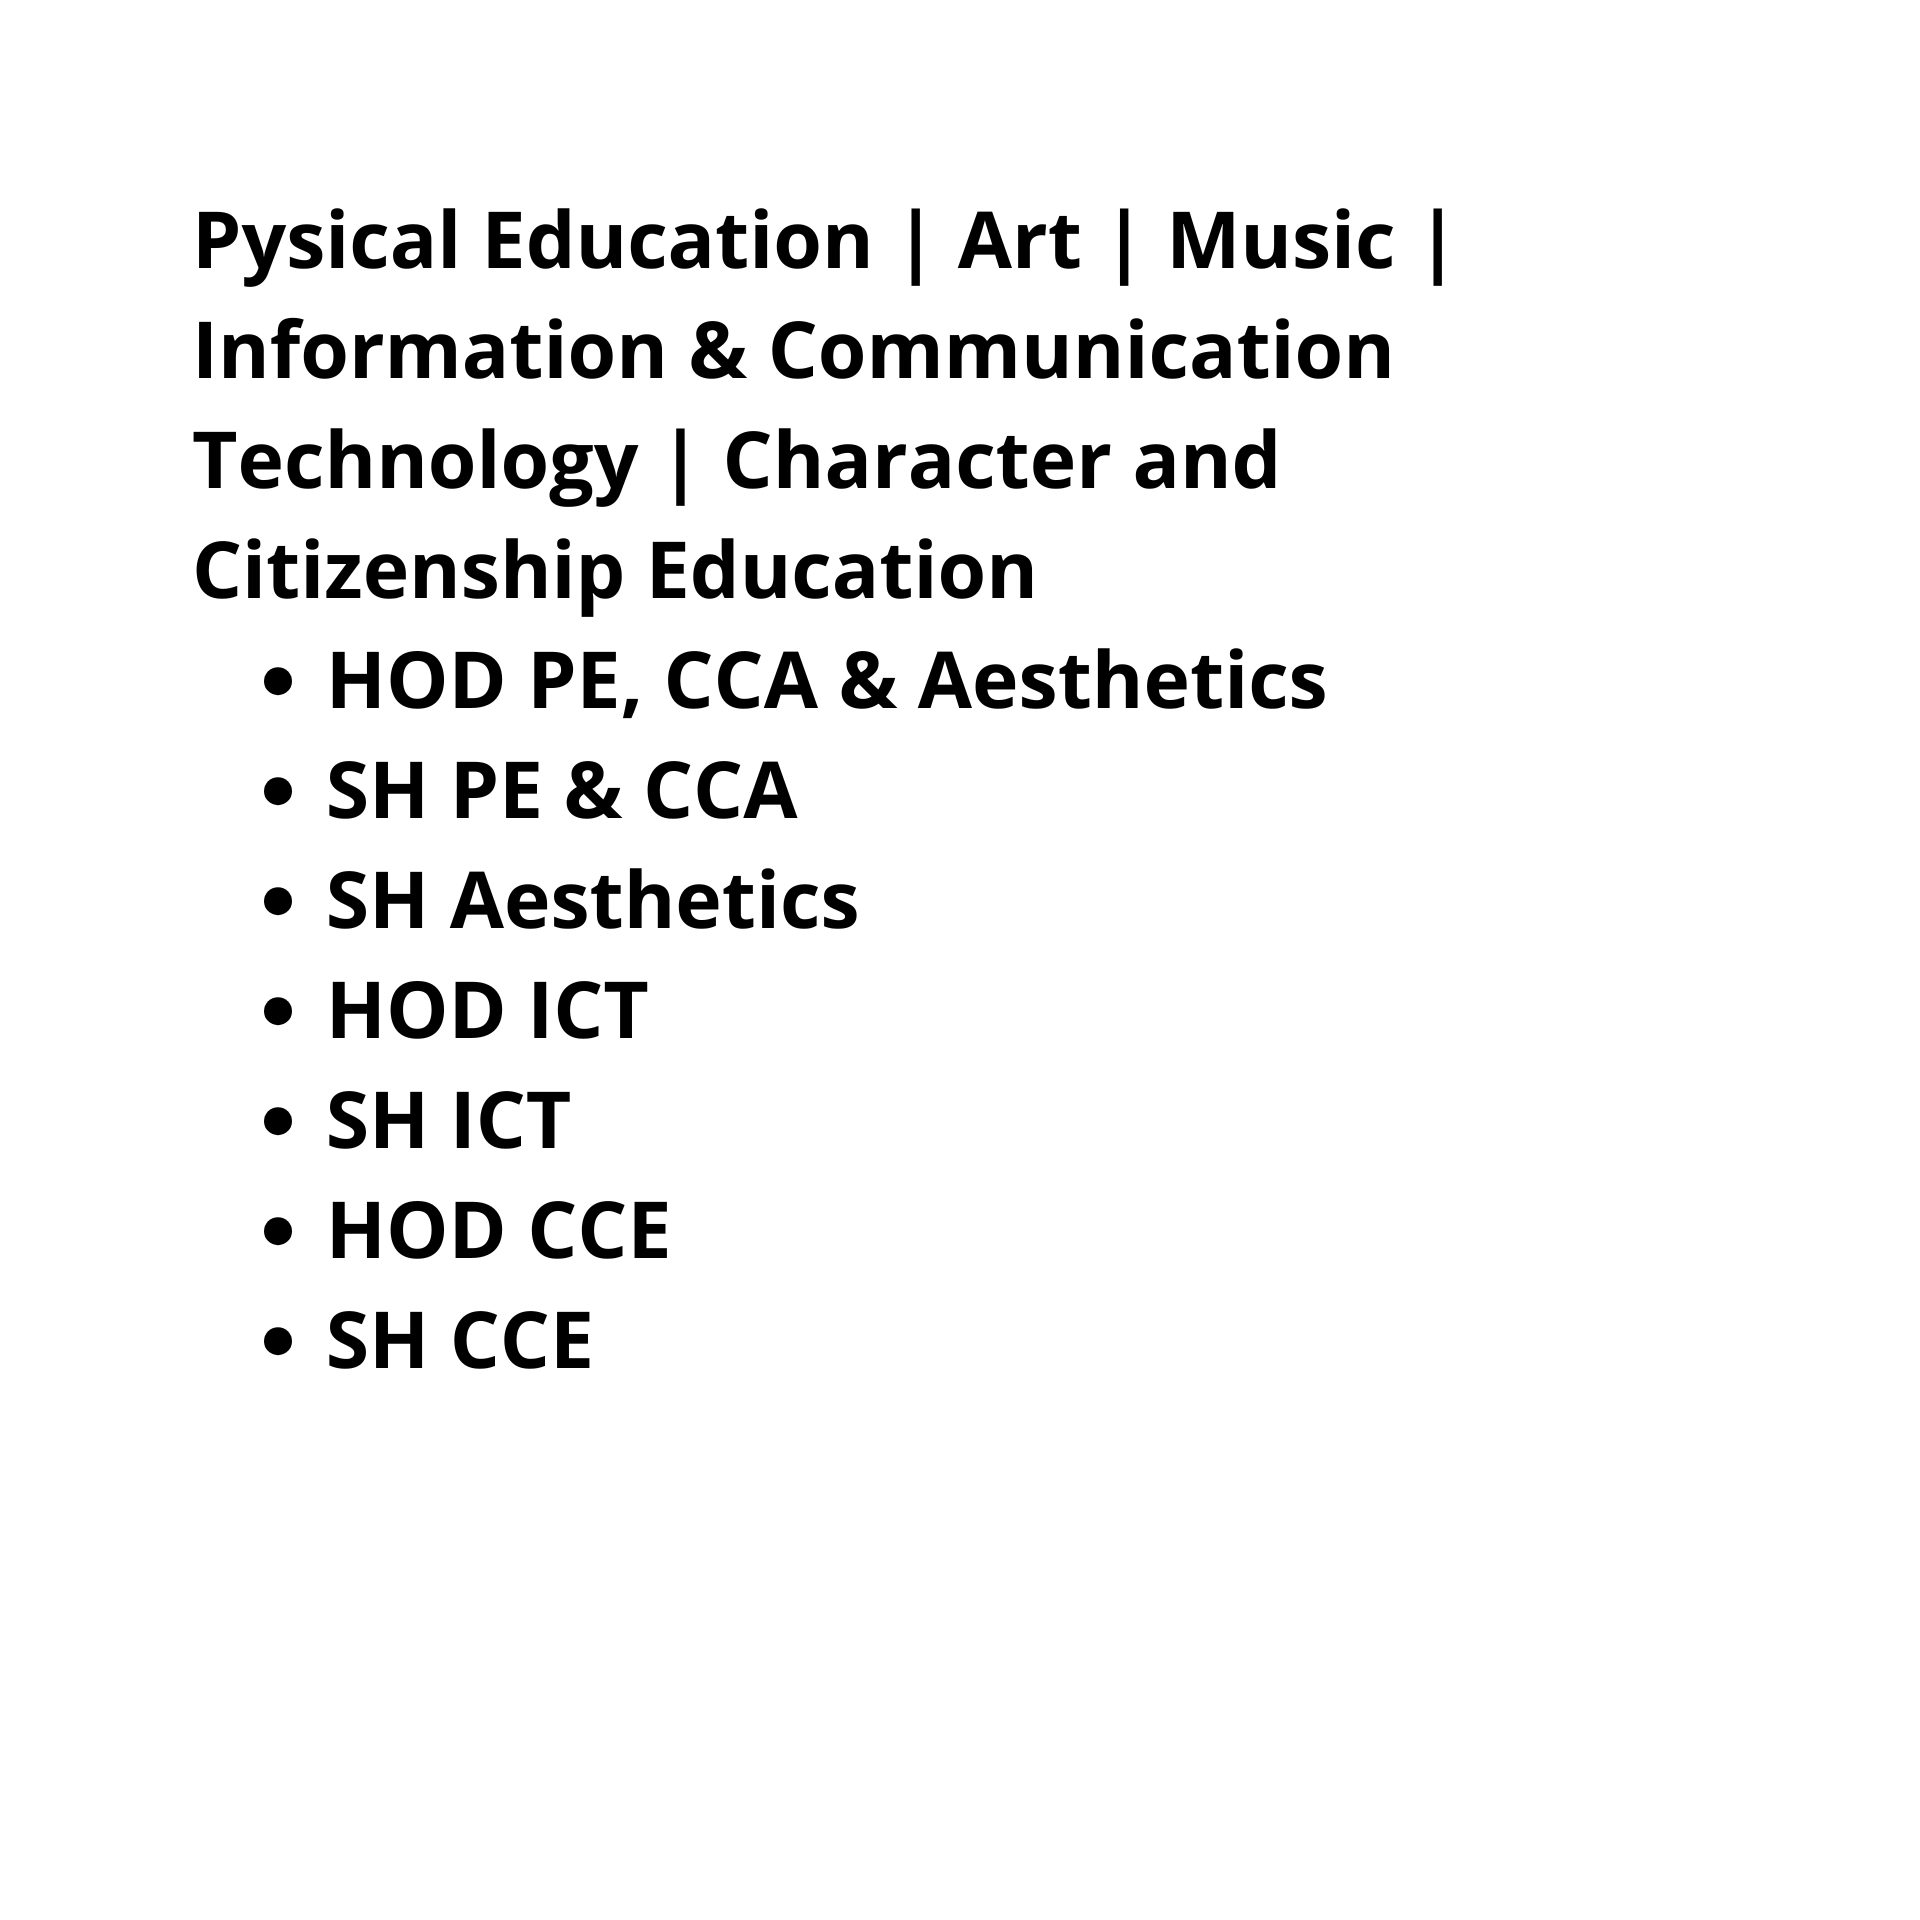 Pysical Education | Art | Music |
Information & Communication
Technology | Character and
Citizenship Education
• HOD PE, CCA & Aesthetics
• SH PE & CCA
• SH Aesthetics
• HOD ICT
• SH ICT
• HOD CCE
• SH CCE